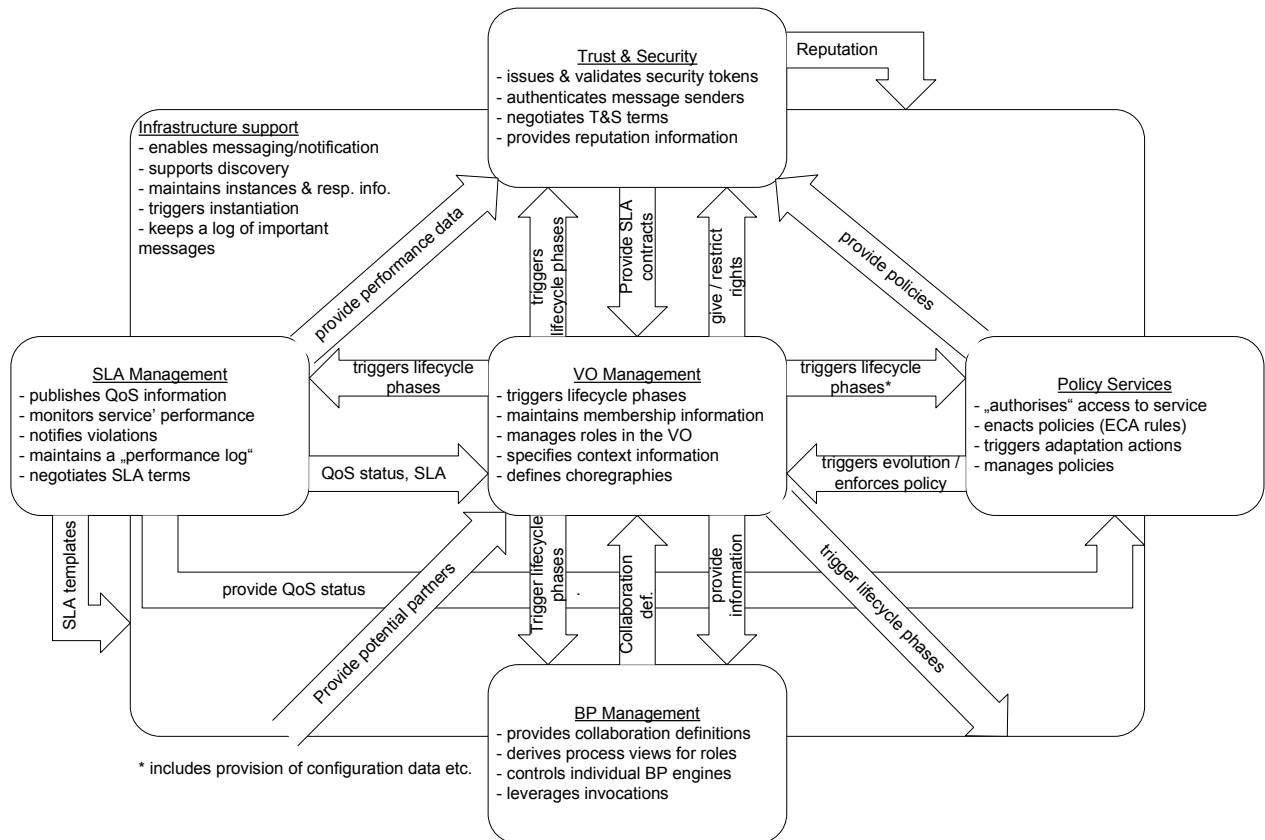 Trust & Security
- issues & validates security tokens
- authenticates message senders
- negotiates T&S terms
- provides reputation information
Reputation
Infrastructure support
- enables messaging/notification
- supports discovery
- maintains instances & resp. info.
- triggers instantiation
- keeps a log of important
messages
provide performance data
triggers
lifecycle phases
Provide SLA
contracts
give / restrict
rights
provide policies
SLA Management
- publishes QoS information
- monitors service’ performance
- notifies violations
- maintains a „performance log“
- negotiates SLA terms
triggers lifecycle
phases
VO Management
- triggers lifecycle phases
- maintains membership information
- manages roles in the VO
- specifies context information
- defines choregraphies
triggers lifecycle
phases*
Policy Services
- „authorises“ access to service
- enacts policies (ECA rules)
- triggers adaptation actions
- manages policies
QoS status, SLA
triggers evolution /
enforces policy
SLA templates
provide QoS status
.
Provide potential partners
Trigger lifecycle
phases
Collaboration
def.
provide
information
trigger lifecycle phases
BP Management
- provides collaboration definitions
- derives process views for roles
- controls individual BP engines
- leverages invocations
* includes provision of configuration data etc.